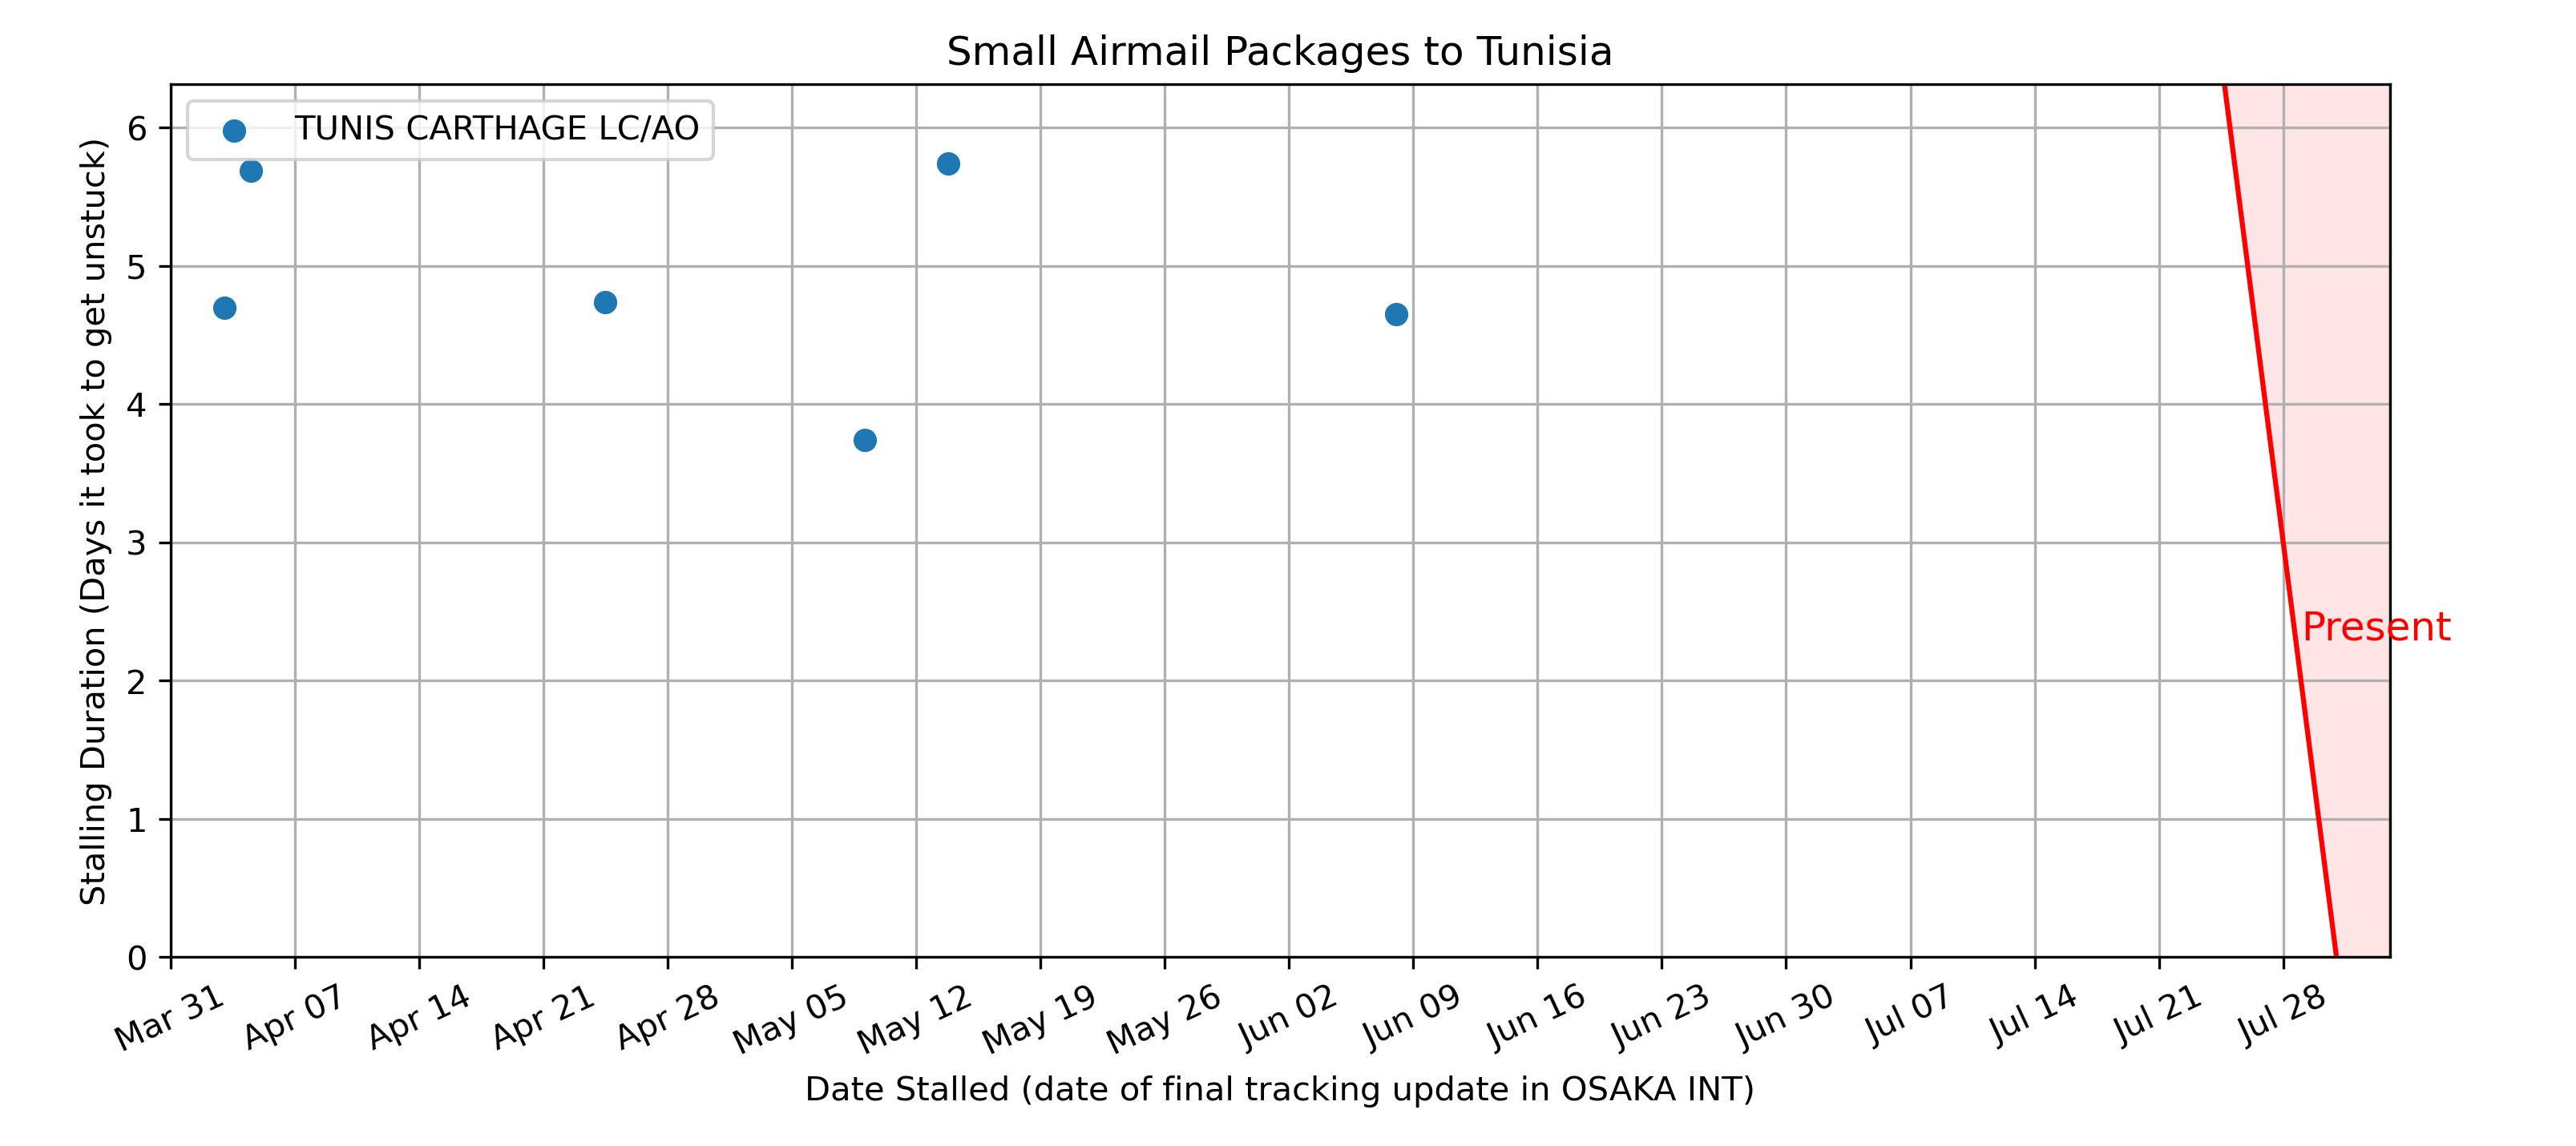 Small Airmail Packages to Tunisia
TUNIS CARTHAGE LC/AO
Stalling Duration (Days it took to get unstuck)
6
5
4
3
2
1
0
Present
Mar 31
Apr 07
Apr 14
Apr 21
Apr 28
May 05
May 12
May 19
May 26
Jun 02
Jun 09
Jun 16
Jun 23
Jun 30
Jul 07
Jul 14
Jul 21
Jul 28
Date Stalled (date of final tracking update in OSAKA INT)